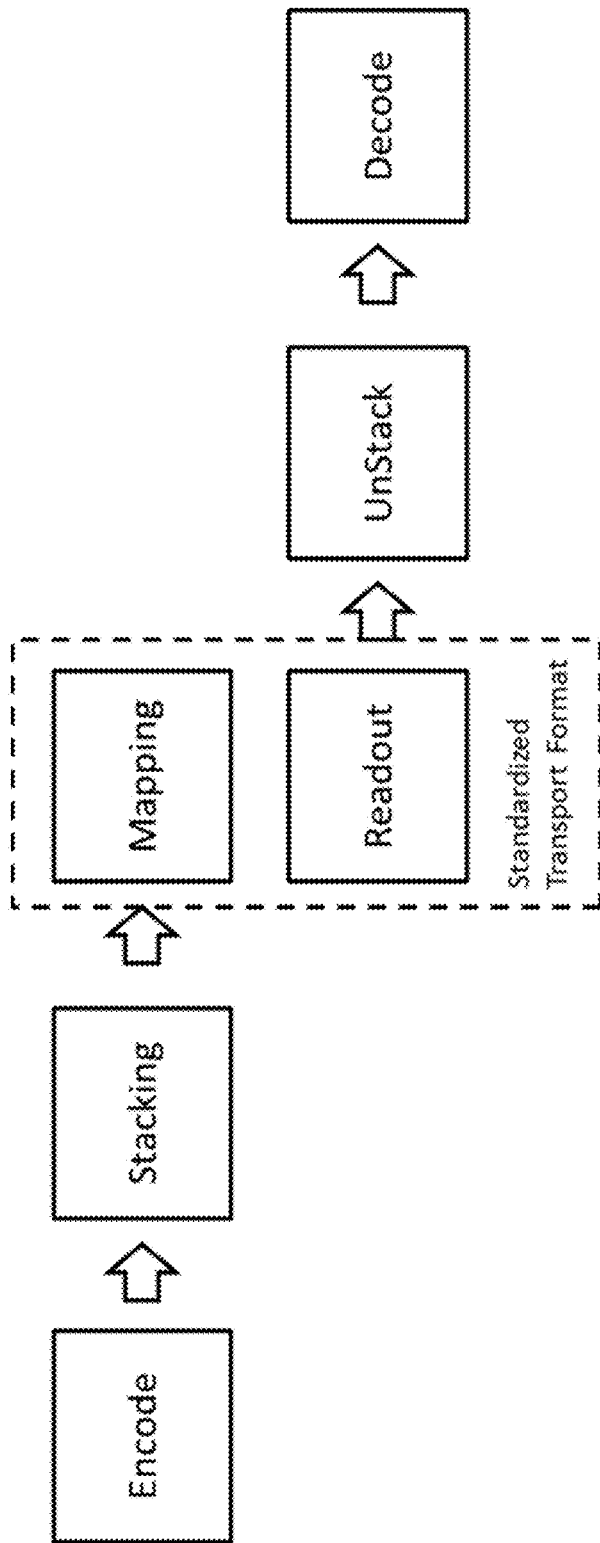 Encode
Stacking
Mapping
Readout
Standardized
Transport Format
UnStack
Decode